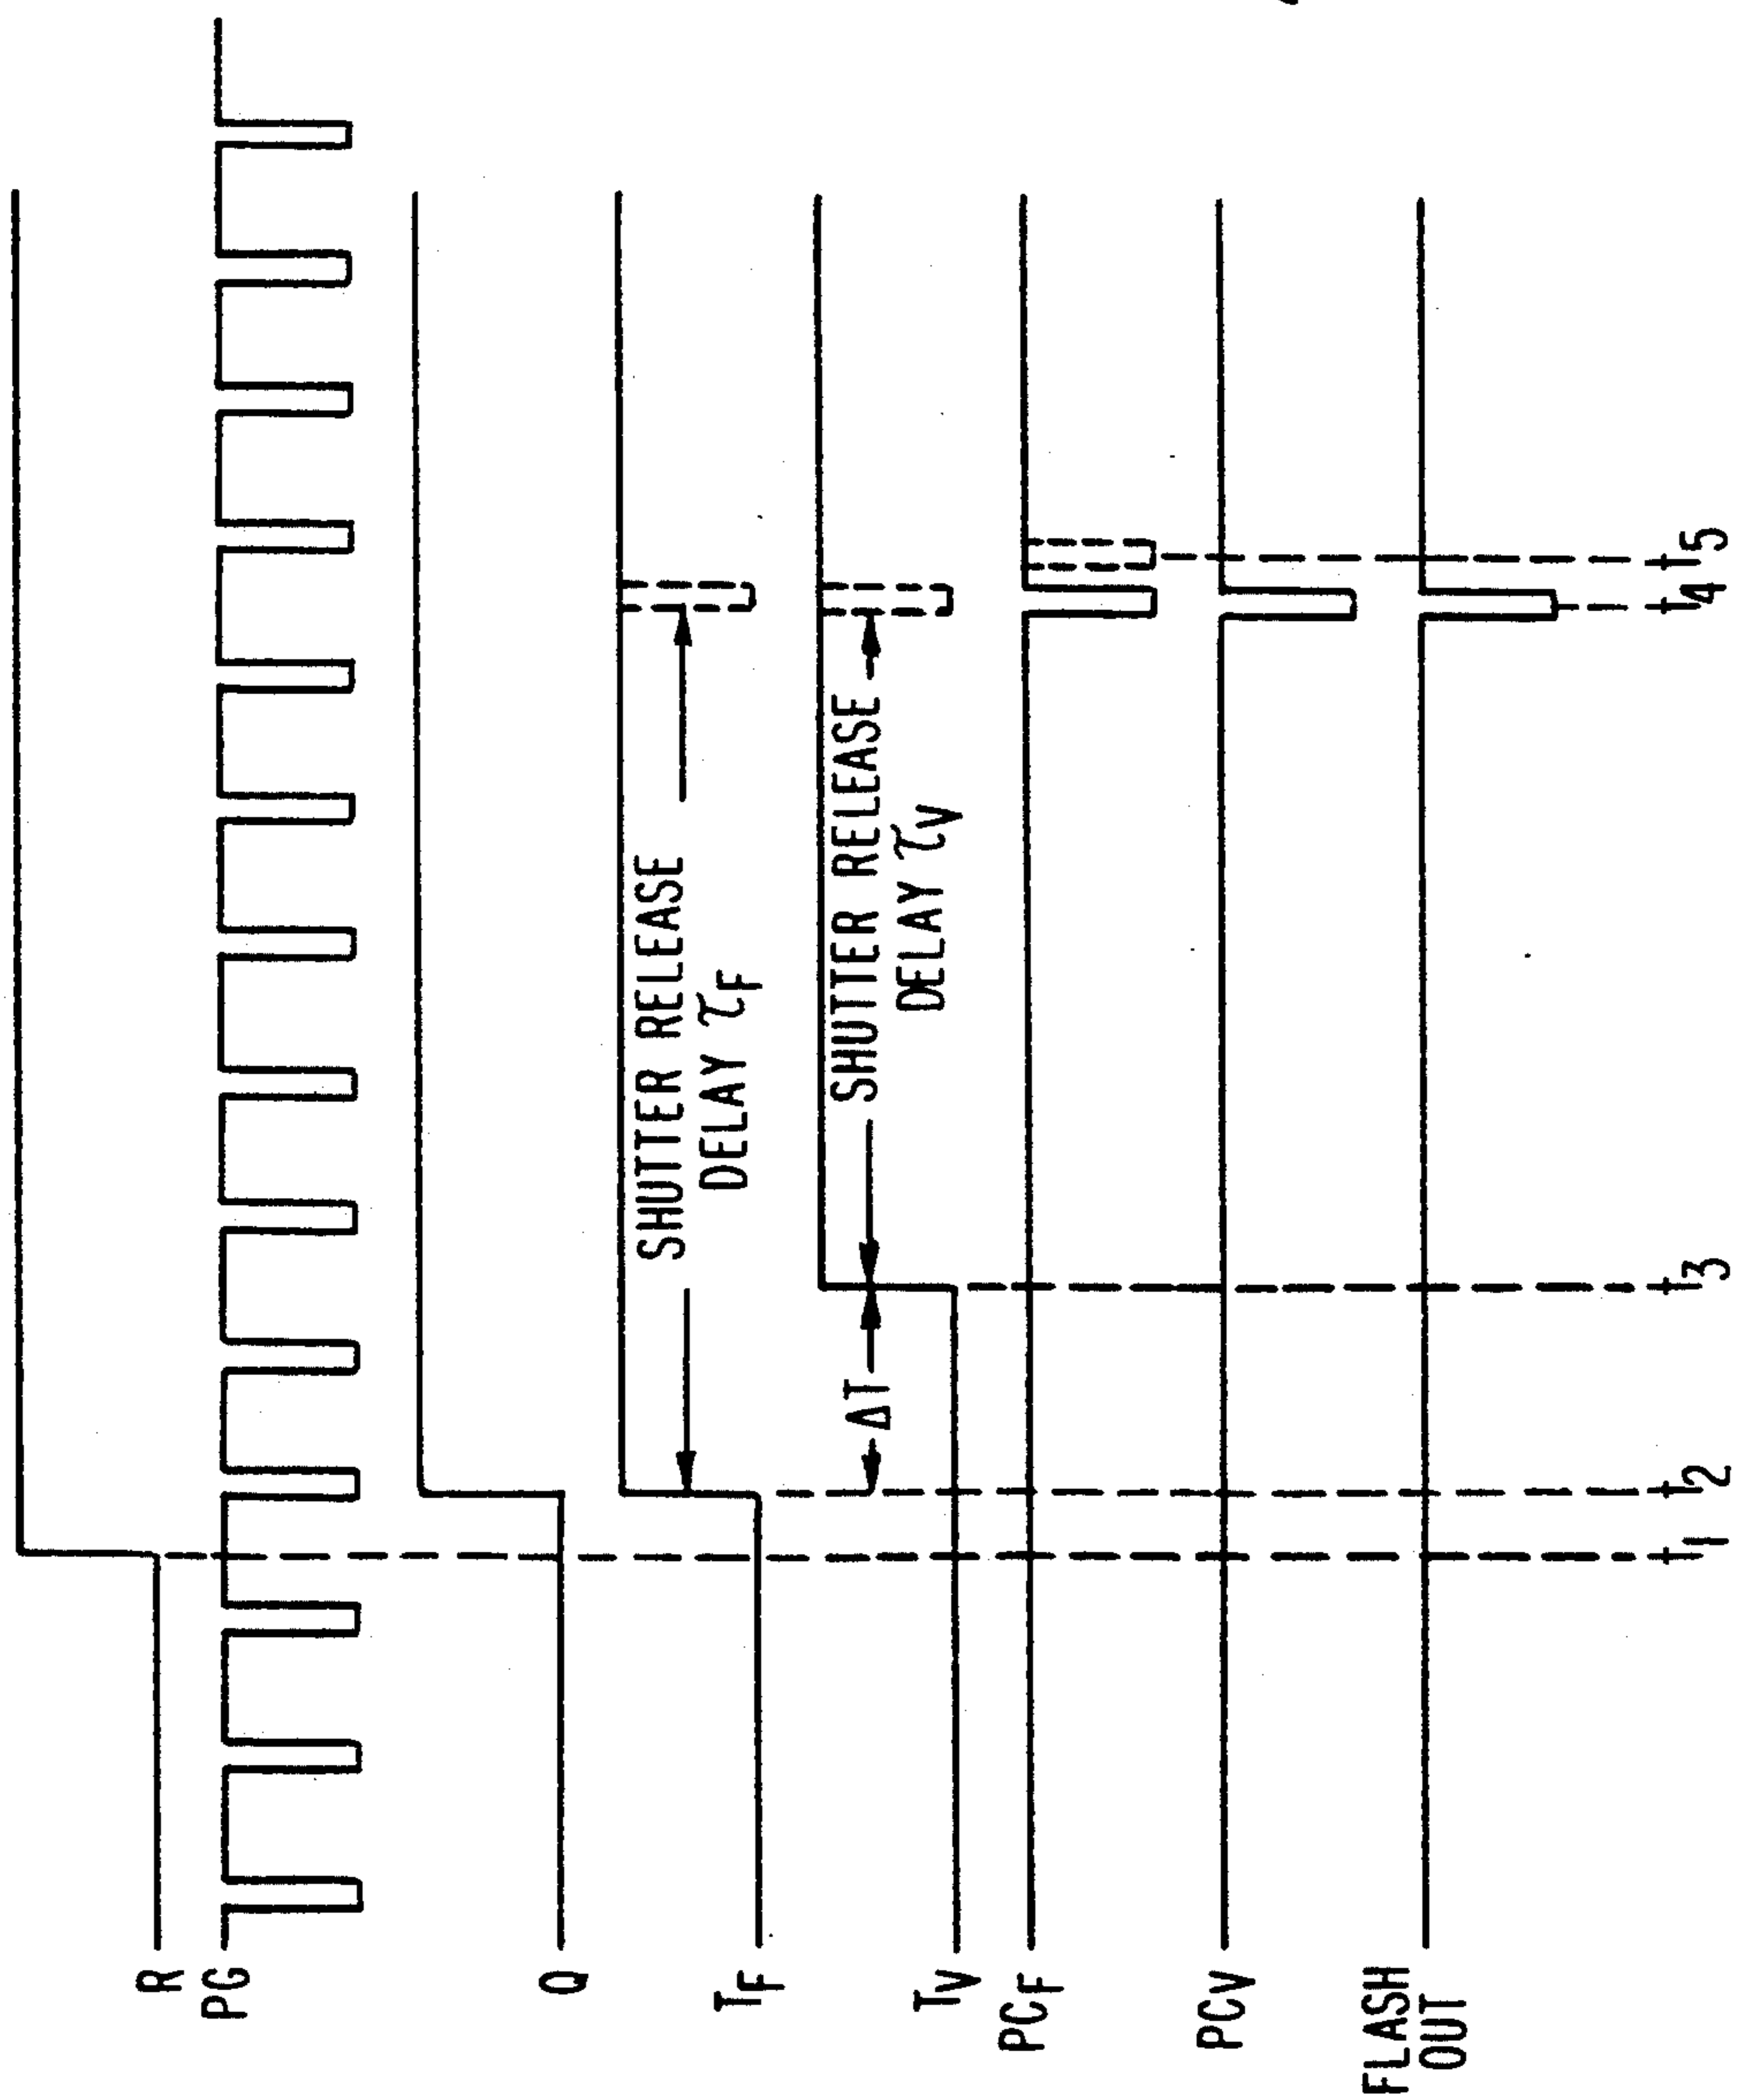 R
PG
Q
TF
SHUTTER RELEASE
DELAY τF
TV
ΔT
SHUTTER RELEASE
DELAY τV
PCF
PCV
FLASH
OUT
t1
t2
t3
t4
t5